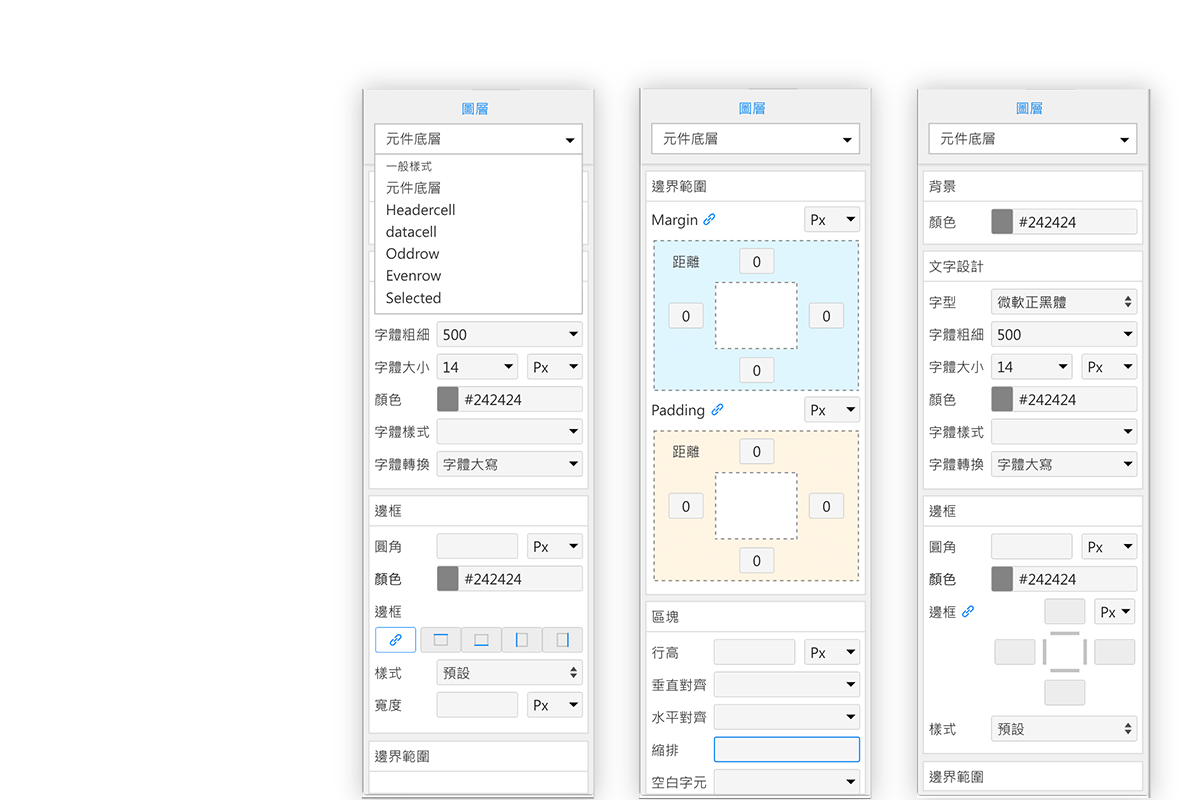 圖層
元件底層
一般樣式
元件底層
Headercell
datacell
Oddrow
Evenrow
Selected
字體粗細 500
字體大小 14 Px
顏色 #242424
字體樣式
字體轉換 字體大寫
邊框
圓角 Px
顏色 #242424
邊框
樣式 預設
寬度 Px
邊界範圍
圖層
元件底層
邊界範圍
Margin Px
距離 0
0 0
0
Padding Px
距離 0
0 0
0
區塊
行高 Px
垂直對齊
水平對齊
縮排
空白字元
圖層
元件底層
背景
顏色 #242424
文字設計
字型 微軟正黑體
字體粗細 500
字體大小 14 Px
顏色 #242424
字體樣式
字體轉換 字體大寫
邊框
圓角 Px
顏色 #242424
邊框 Px
樣式 預設
邊界範圍